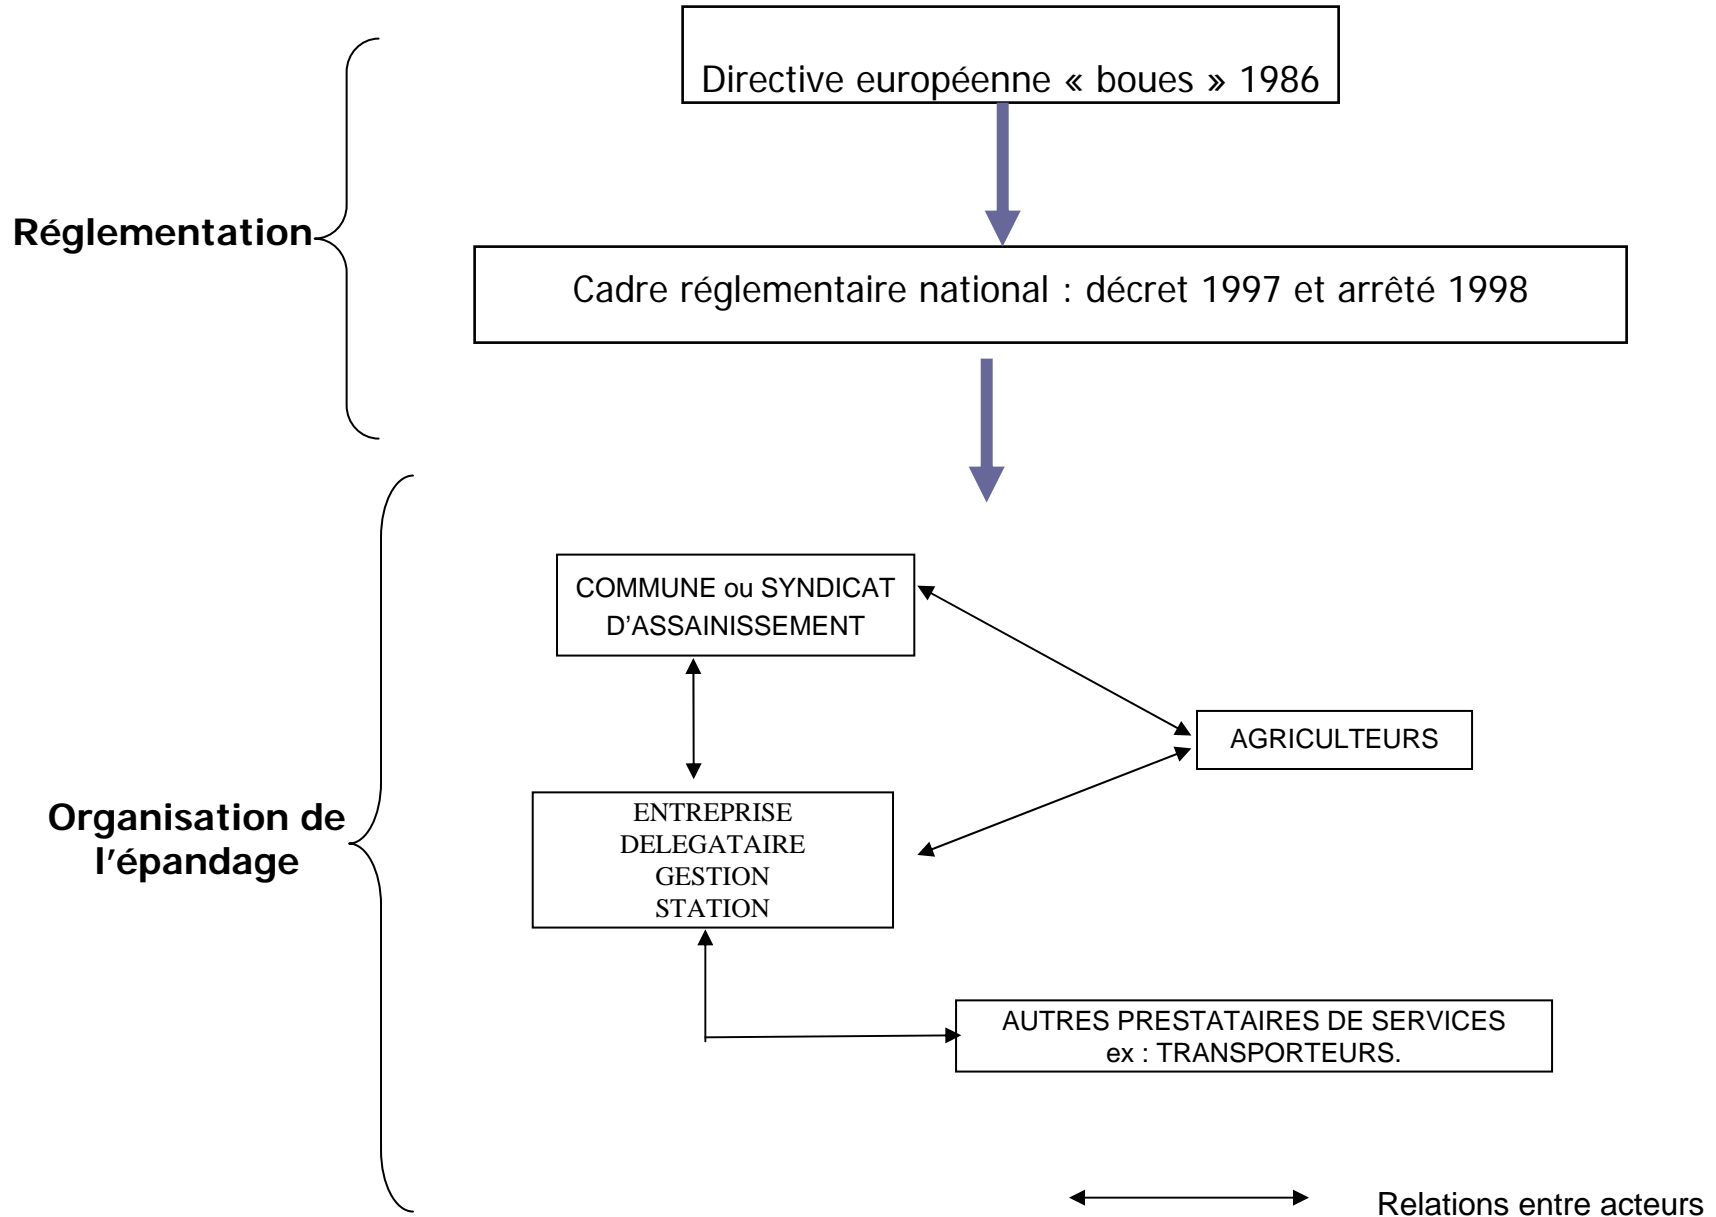 Directive européenne « boues » 1986
Réglementation
Cadre réglementaire national : décret 1997 et arrêté 1998
COMMUNE ou SYNDICAT
D’ASSAINISSEMENT
AGRICULTEURS
Organisation de
l’épandage
ENTREPRISE
DELEGATAIRE
GESTION
STATION
AUTRES PRESTATAIRES DE SERVICES
ex : TRANSPORTEURS.
Relations entre acteurs